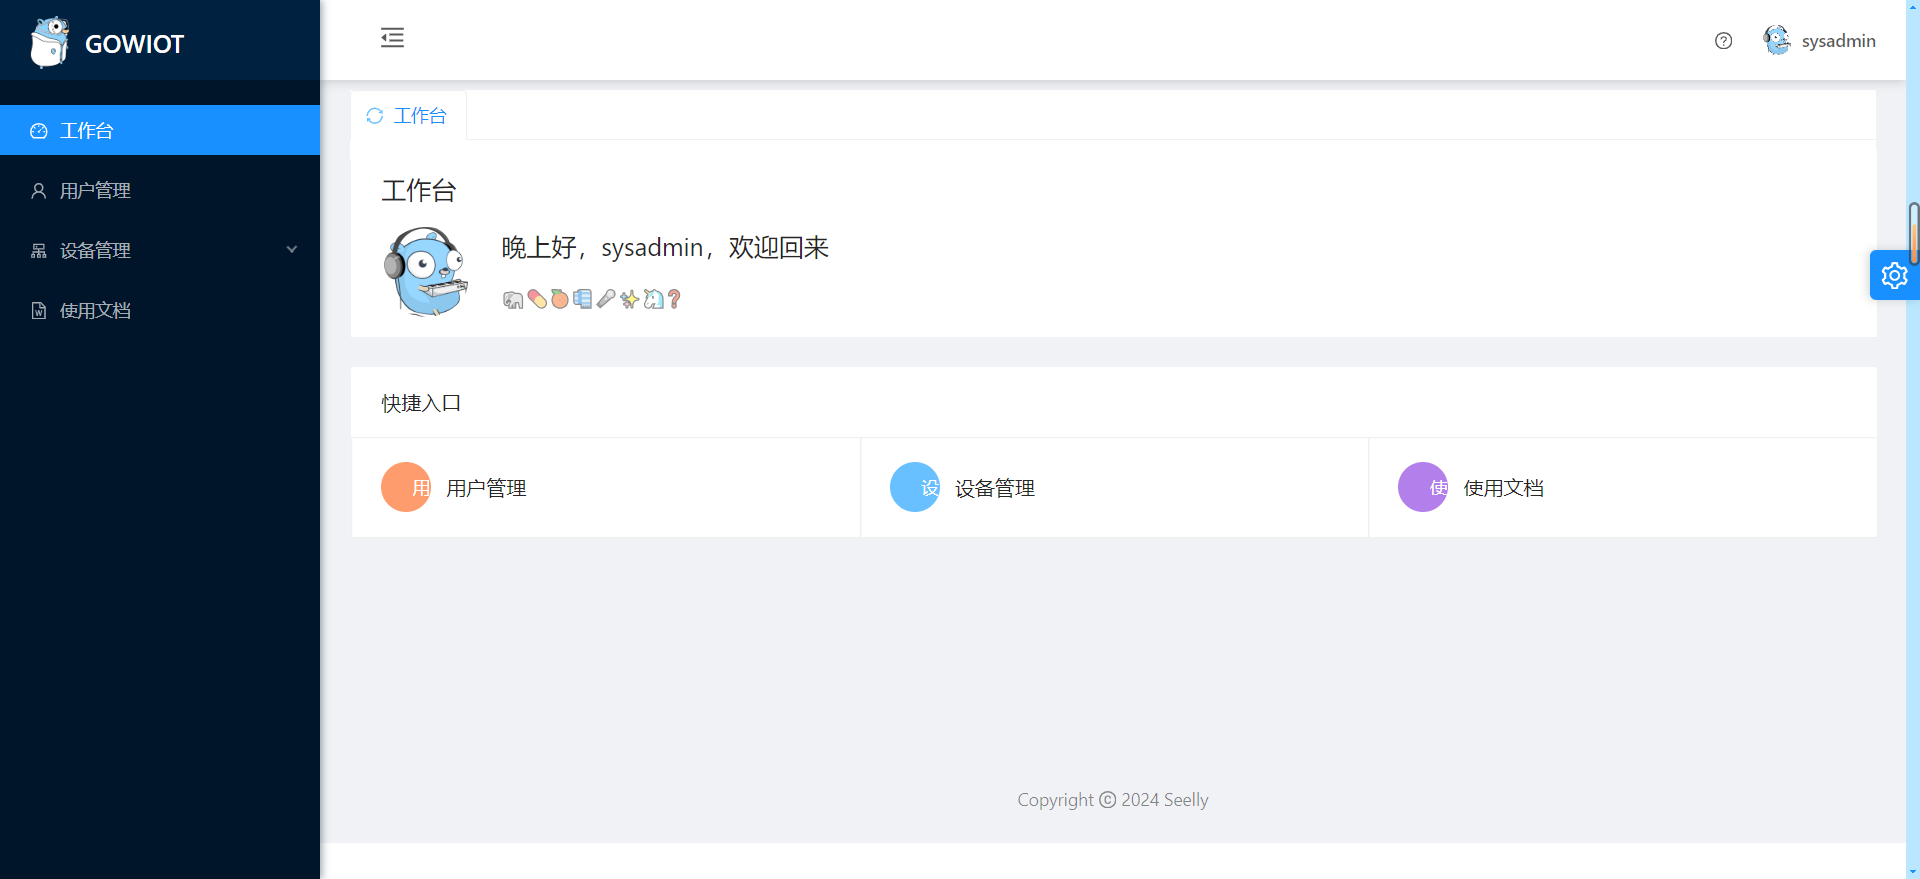 GOWIOT
sysadmin
工作台
用户管理
设备管理
使用文档
工作台
工作台
晚上好，sysadmin，欢迎回来
快捷入口
用 用户管理
设 设备管理
使 使用文档
Copyright © 2024 Seelly